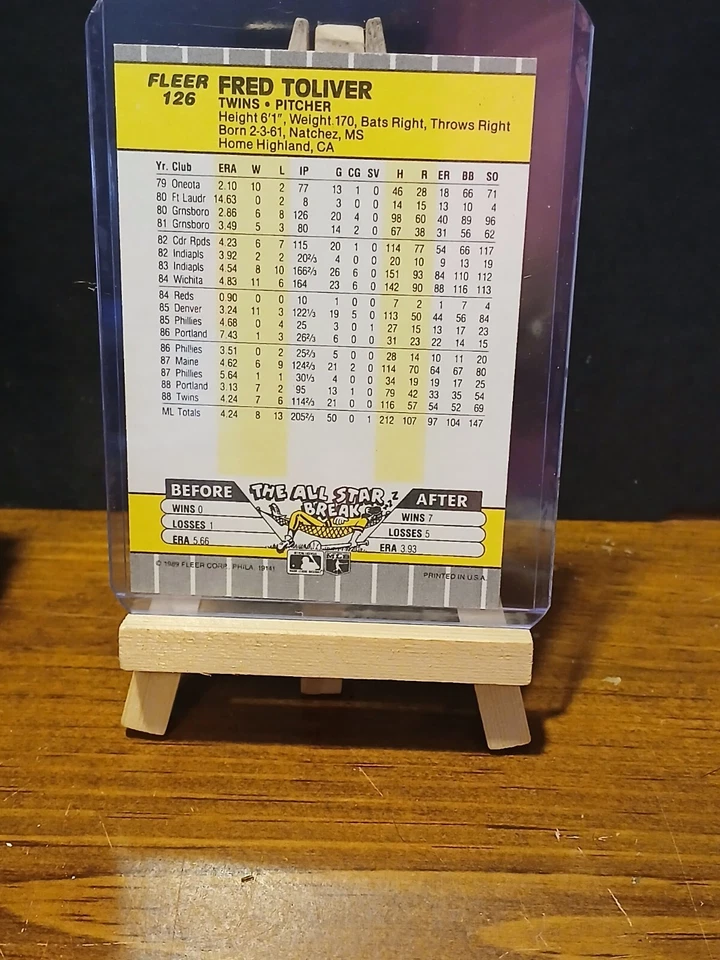 FLEER
126
FRED TOLIVER
TWINS • PITCHER
Height 6'1", Weight 170, Bats Right, Throws Right
Born 2-3-61, Natchez, MS
Home Highland, CA
Yr. Club ERA W L IP G CG SV H R ER BB SO
79 Oneota 2.10 10 2 77 13 1 0 46 28 18 66 71
80 Ft Laudr 14.63 0 2 8 3 0 0 14 15 13 10 4
80 Grnsboro 2.86 6 8 126 20 4 0 98 60 40 89 96
81 Grnsboro 3.49 5 3 80 14 2 0 67 38 31 56 62
82 Cdr Rpds 4.23 6 7 115 20 1 0 114 77 54 66 117
82 Indiapls 3.92 2 2 20⅔ 4 0 0 20 10 9 13 19
83 Indiapls 4.54 8 10 166⅔ 26 6 0 151 93 84 110 112
84 Wichita 4.83 11 6 164 23 6 0 142 90 88 116 113
84 Reds 0.90 0 0 10 1 0 0 7 2 1 7 4
85 Denver 3.24 11 3 122⅓ 19 5 0 113 50 44 56 84
85 Phillies 4.68 0 4 25 3 0 1 27 15 13 17 23
86 Portland 7.43 1 3 26⅔ 6 0 0 31 23 22 14 15
86 Phillies 3.51 0 2 25⅔ 5 0 0 28 14 10 11 20
87 Maine 4.62 6 9 124⅔ 21 2 0 114 70 64 67 80
87 Phillies 5.64 1 1 30⅓ 4 0 0 34 19 19 17 25
88 Portland 3.13 7 2 95 13 1 0 79 42 33 35 54
88 Twins 4.24 7 6 114⅔ 21 0 0 116 57 54 52 69
ML Totals 4.24 8 13 205⅔ 50 0 1 212 107 97 104 147
BEFORE THE ALL STAR BREAK Z AFTER
WINS 0 WINS 7
LOSSES 1 LOSSES 5
ERA 5.66 ERA 3.93
© 1989 FLEER CORP., PHILA. 19141 PRINTED IN U.S.A.